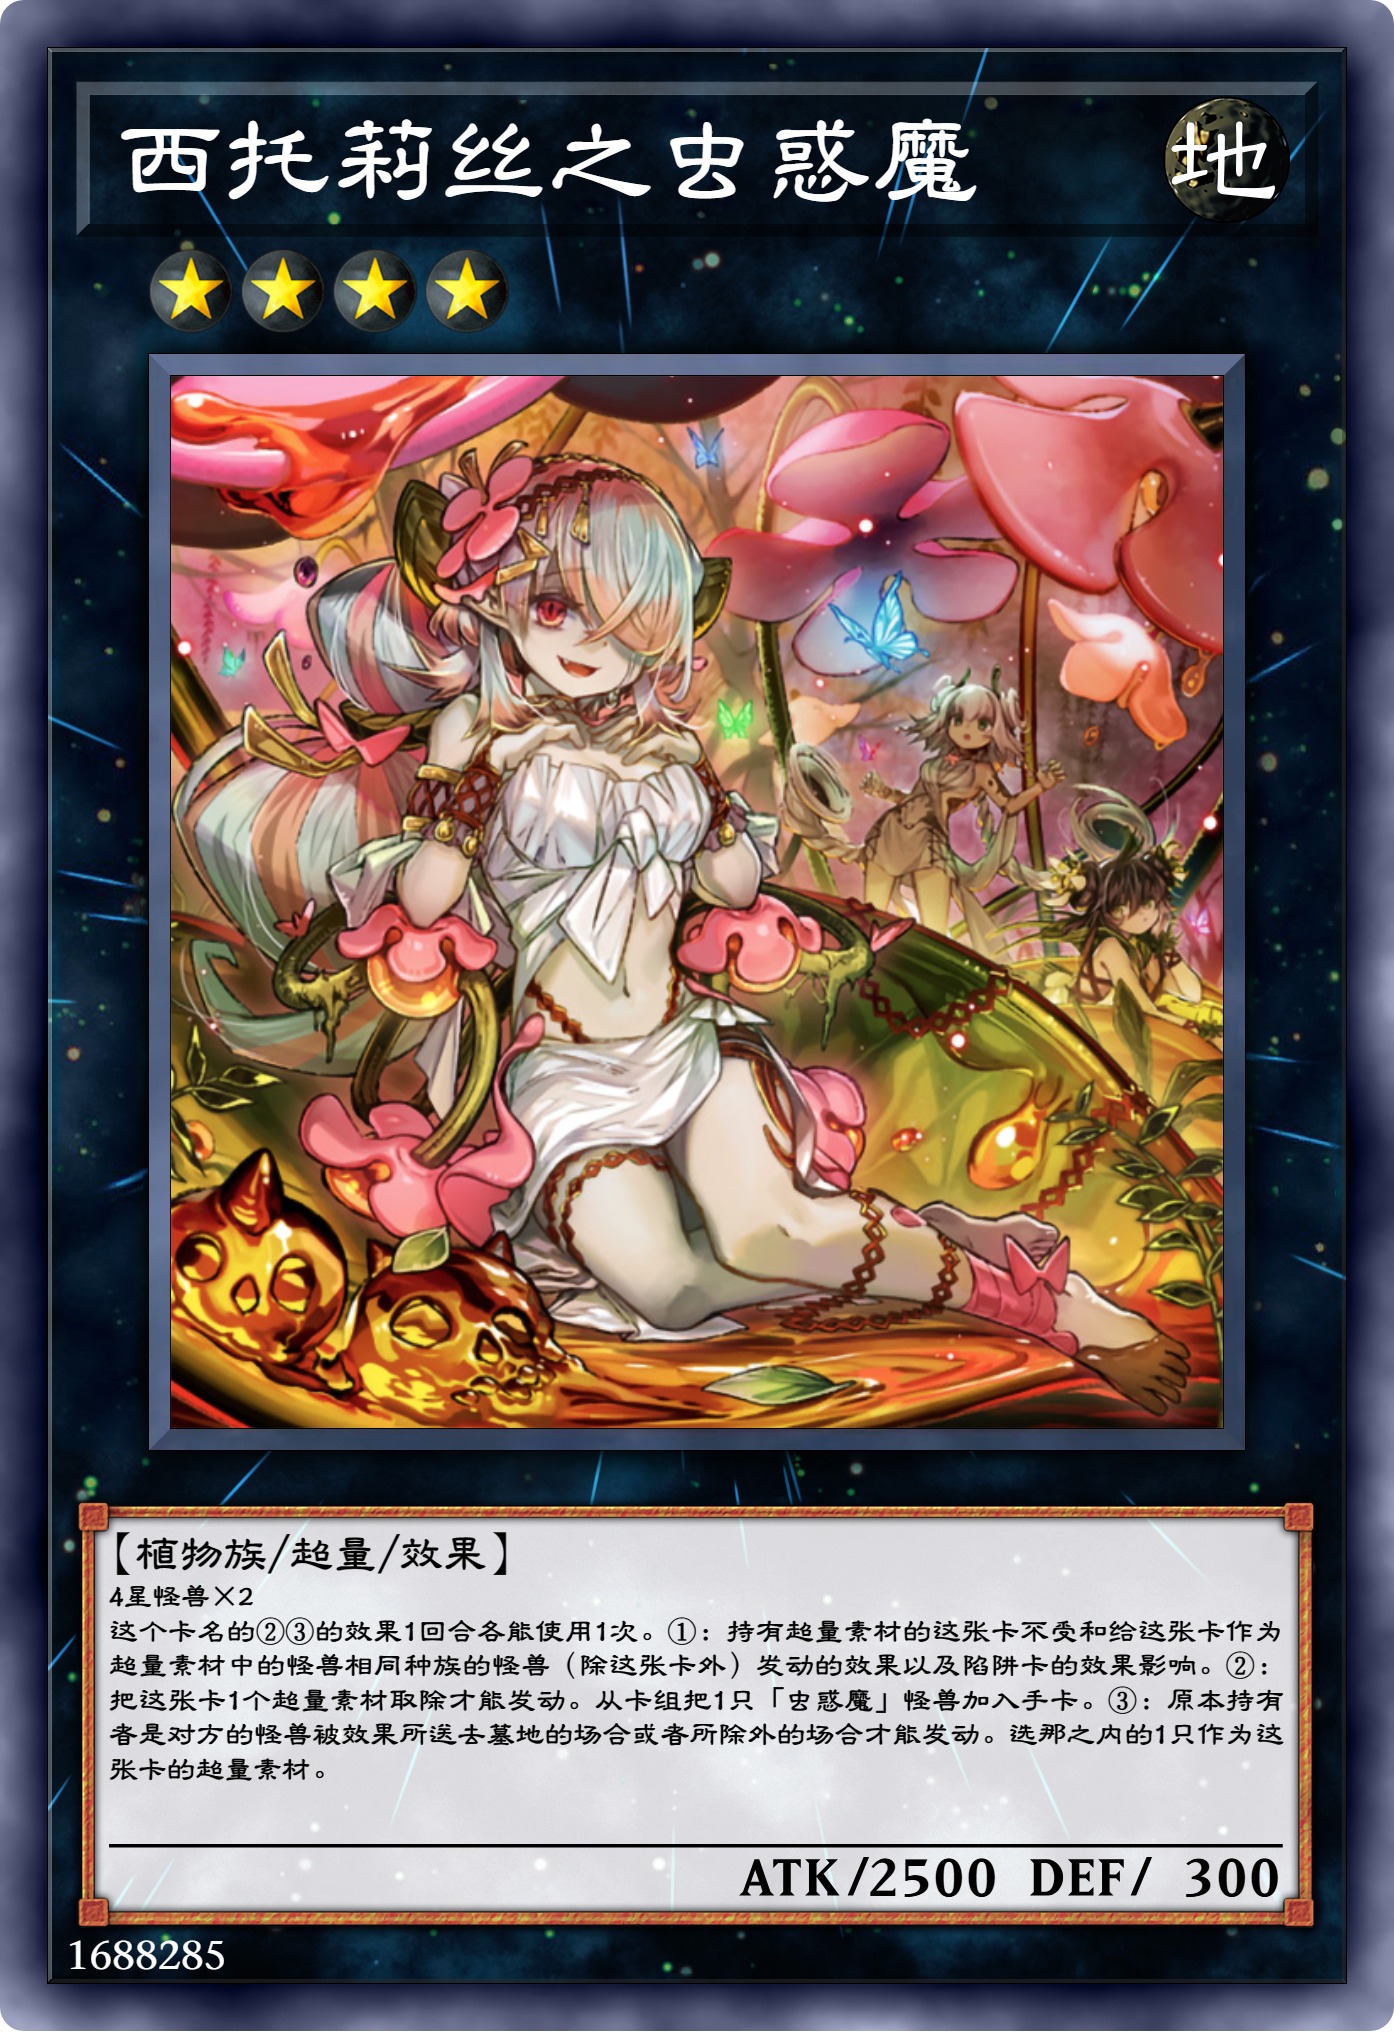 西托莉丝之虫惑魔
地
【植物族/超量/效果】
4星怪兽×2
这个卡名的②③的效果1回合各能使用1次。①：持有超量素材的这张卡不受和给这张卡作为
超量素材中的怪兽相同种族的怪兽（除这张卡外）发动的效果以及陷阱卡的效果影响。②：
把这张卡1个超量素材取除才能发动。从卡组把1只「虫惑魔」怪兽加入手卡。③：原本持有
者是对方的怪兽被效果所送去墓地的场合或者所除外的场合才能发动。选那之内的1只作为这
张卡的超量素材。
ATK/2500 DEF/ 300
1688285